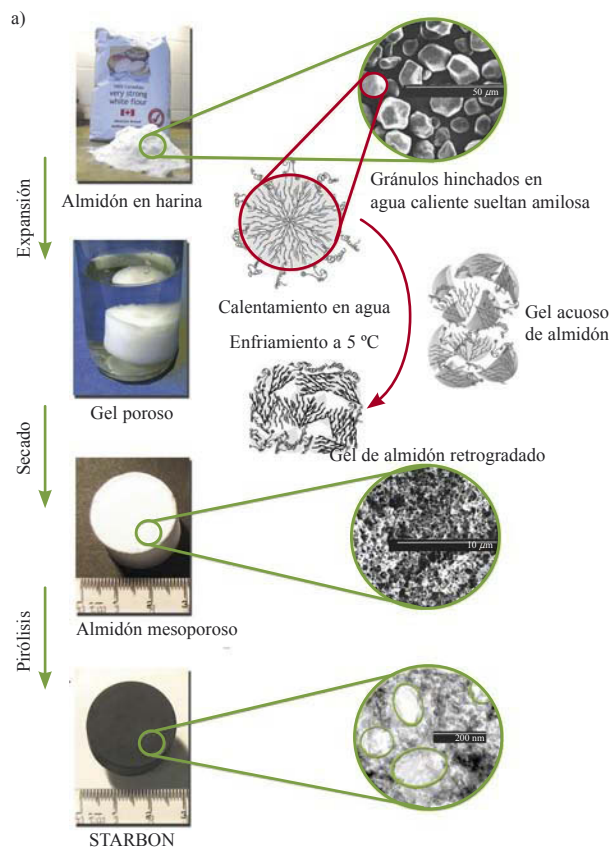 a)
100% Canadian
very strong
white flour
50 µm
Almidón en harina
Gránulos hinchados en
agua caliente sueltan amilosa
Expansión
Calentamiento en agua
Enfriamiento a 5 ºC
Gel acuoso
de almidón
Gel poroso
Gel de almidón retrogradado
Secado
10 µm
Almidón mesoporoso
Pirólisis
200 nm
STARBON